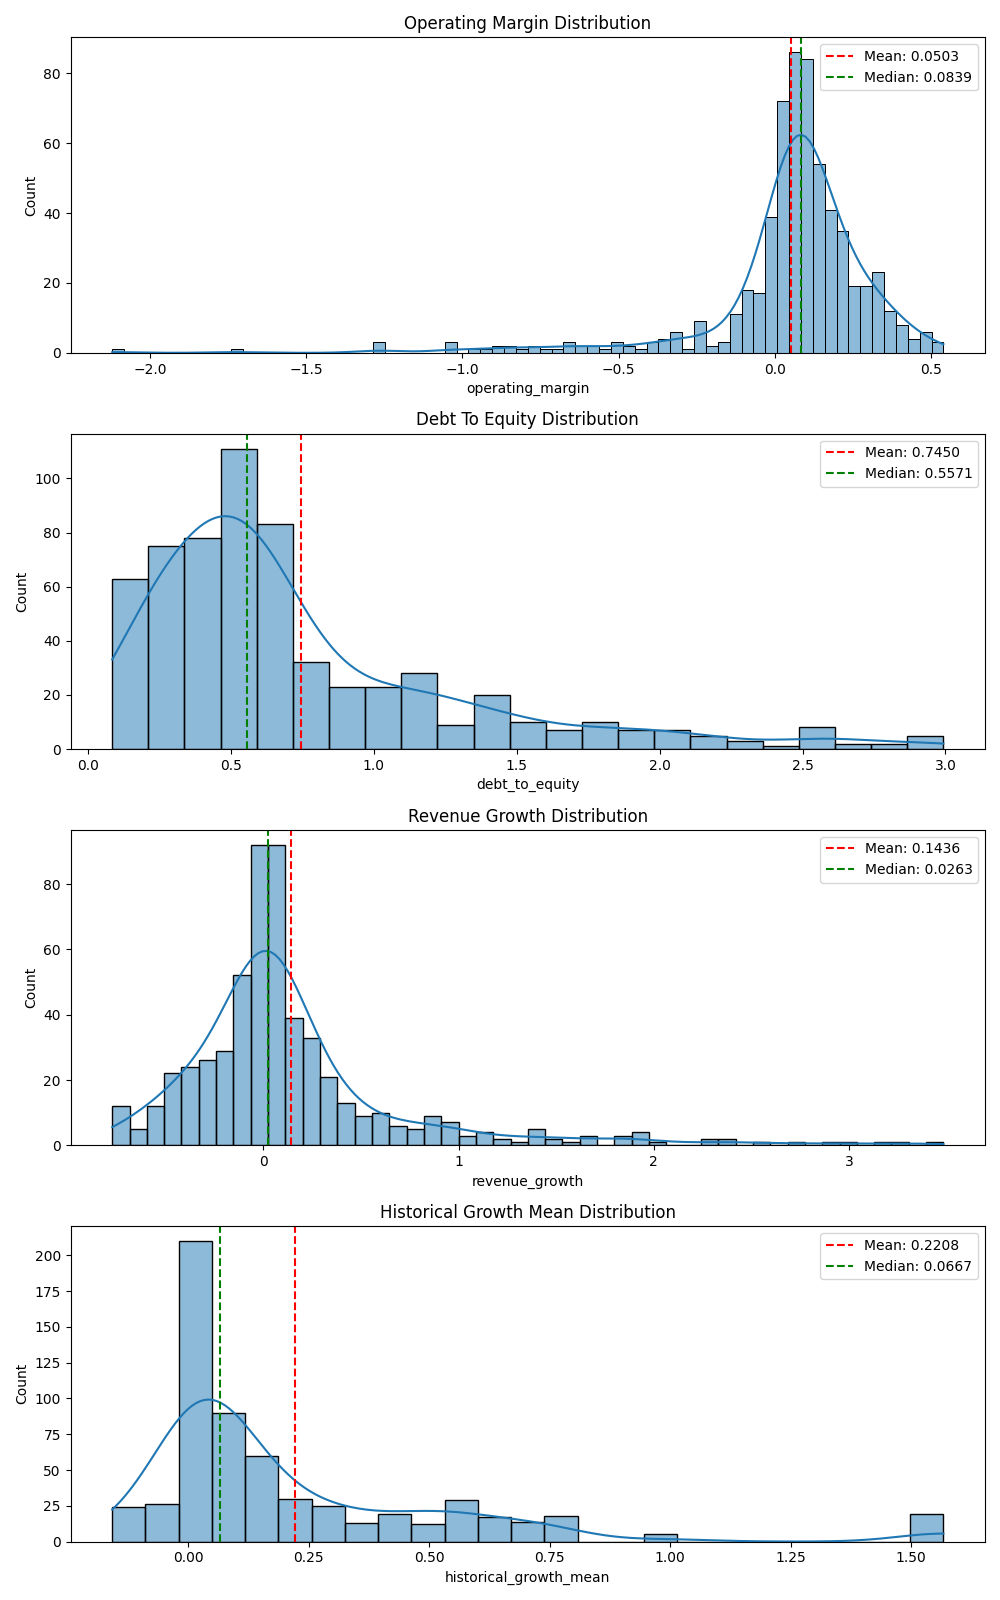 Operating Margin Distribution
Mean: 0.0503
Median: 0.0839
80
60
40
20
0
Count
−2.0 −1.5 −1.0 −0.5 0.0 0.5
operating_margin
Debt To Equity Distribution
Mean: 0.7450
Median: 0.5571
100
80
60
40
20
0
Count
0.0 0.5 1.0 1.5 2.0 2.5 3.0
debt_to_equity
Revenue Growth Distribution
Mean: 0.1436
Median: 0.0263
80
60
40
20
0
Count
0 1 2 3
revenue_growth
Historical Growth Mean Distribution
Mean: 0.2208
Median: 0.0667
200
175
150
125
100
75
50
25
0
Count
0.00 0.25 0.50 0.75 1.00 1.25 1.50
historical_growth_mean